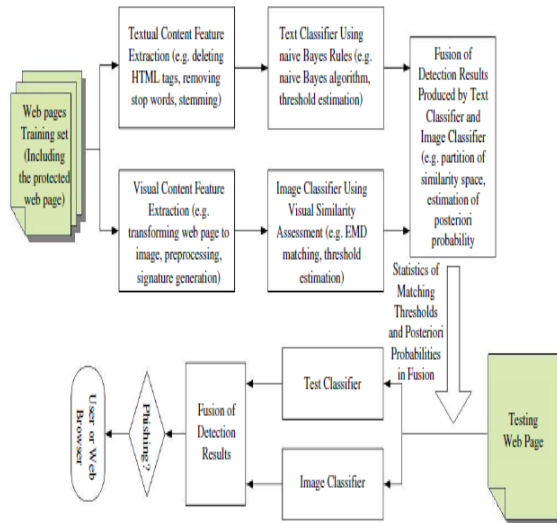 Web pages
Training set
(Including
the protected
web page)
Textual Content Feature
Extraction (e.g. deleting
HTML tags, removing
stop words, stemming)
Text Classifier Using
naive Bayes Rules (e.g.
naive Bayes algorithm,
threshold estimation)
Visual Content Feature
Extraction (e.g.
transforming web page to
image, preprocessing,
signature generation)
Image Classifier Using
Visual Similarity
Assessment (e.g. EMD
matching, threshold
estimation)
Fusion of
Detection Results
Produced by Text
Classifier and
Image Classifier
(e.g. partition of
similarity space,
estimation of
posteriori
probability
Statistics of
Matching
Thresholds
and Posteriori
Probabilities
in Fusion
Testing
Web Page
Test Classifier
Image Classifier
Fusion of
Detection
Results
Phishing?
User or Web
Browser